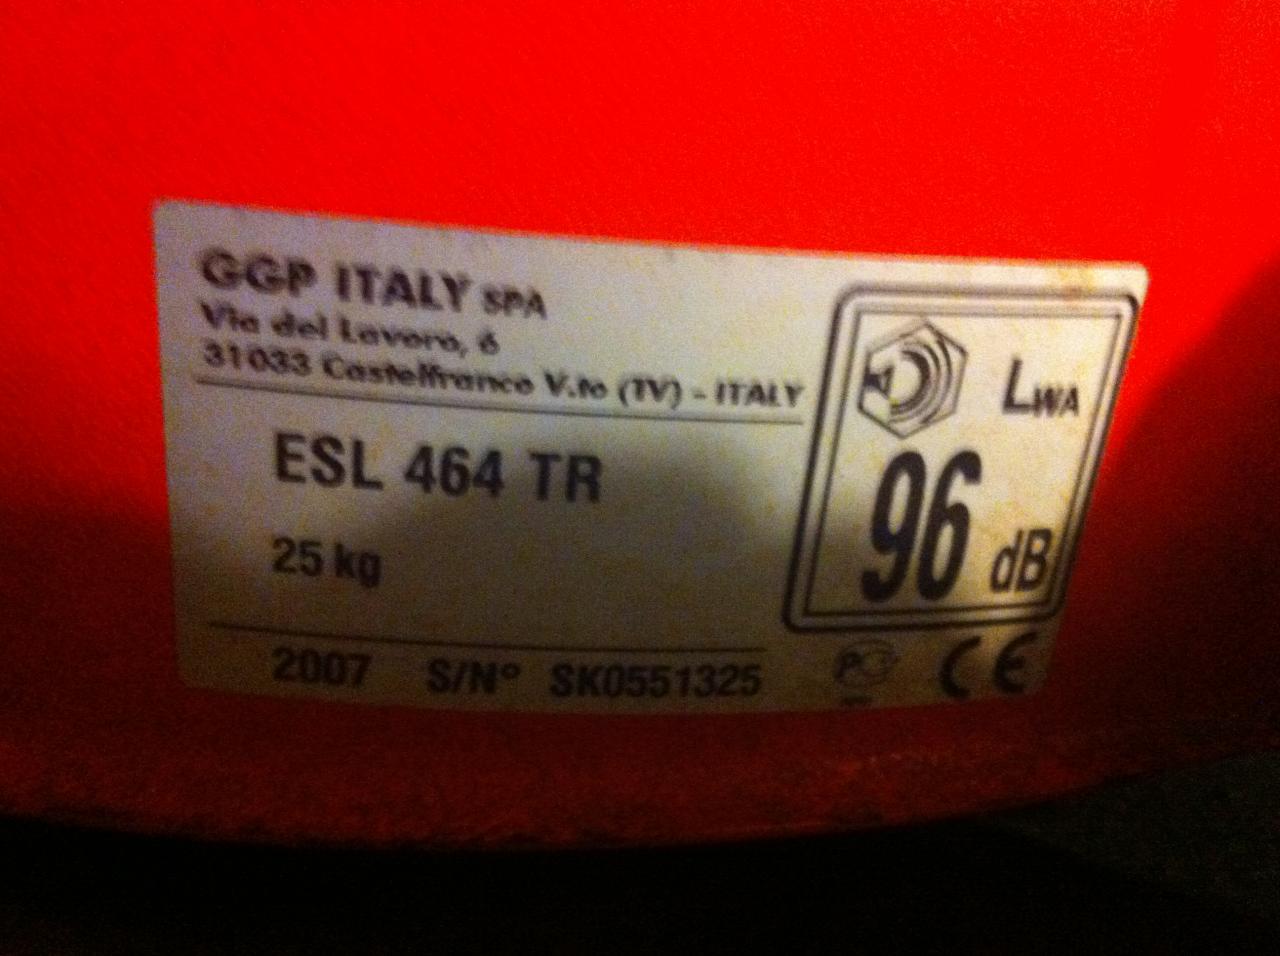 GGP ITALY SPA
Via del Lavoro, 6
31033 Castelfranco V.to (TV) - ITALY
LWA
ESL 464 TR
96 dB
25 kg
2007 S/N° SK0551325
PC CE